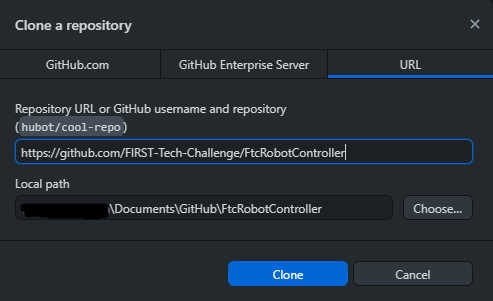 Clone a repository
×
GitHub.com GitHub Enterprise Server URL
Repository URL or GitHub username and repository
(hubot/cool-repo)
https://github.com/FIRST-Tech-Challenge/FtcRobotController
Local path
\Documents\GitHub\FtcRobotController Choose...
Clone Cancel